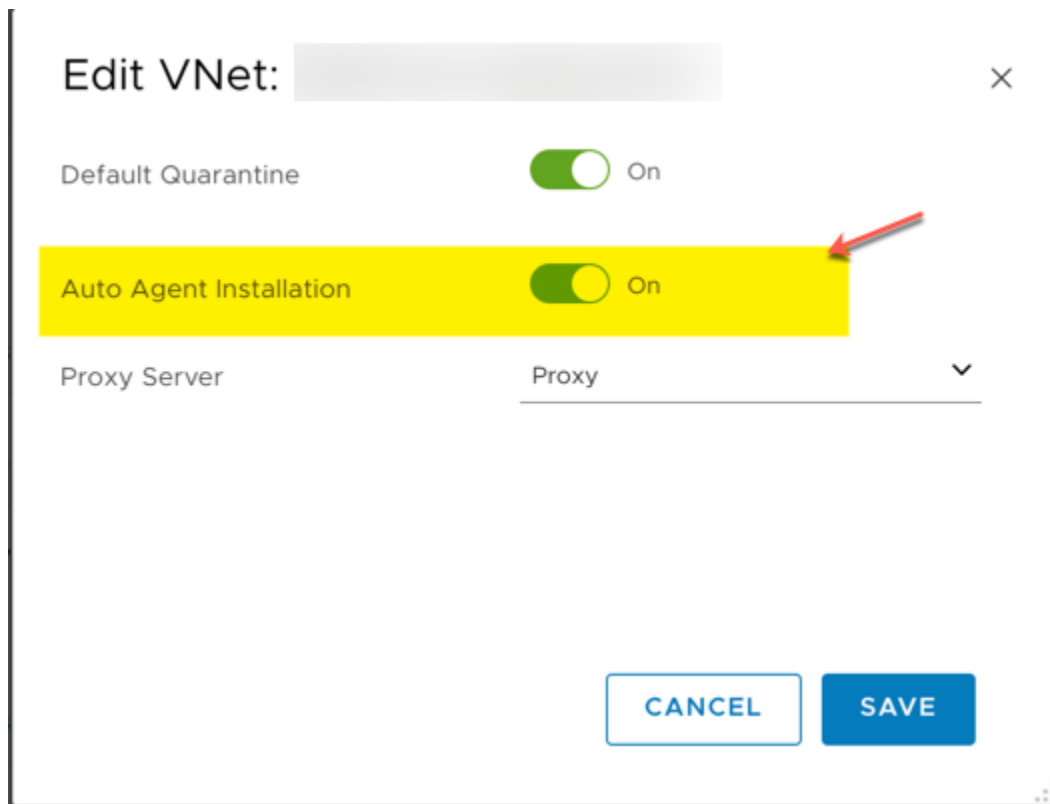 Edit VNet:
Default Quarantine On
Auto Agent Installation On
Proxy Server Proxy
CANCEL SAVE